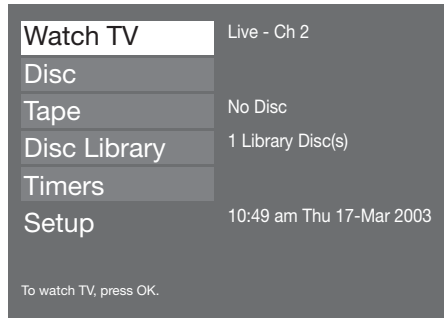 Watch TV Live - Ch 2
Disc
Tape No Disc
Disc Library 1 Library Disc(s)
Timers
Setup 10:49 am Thu 17-Mar 2003
To watch TV, press OK.